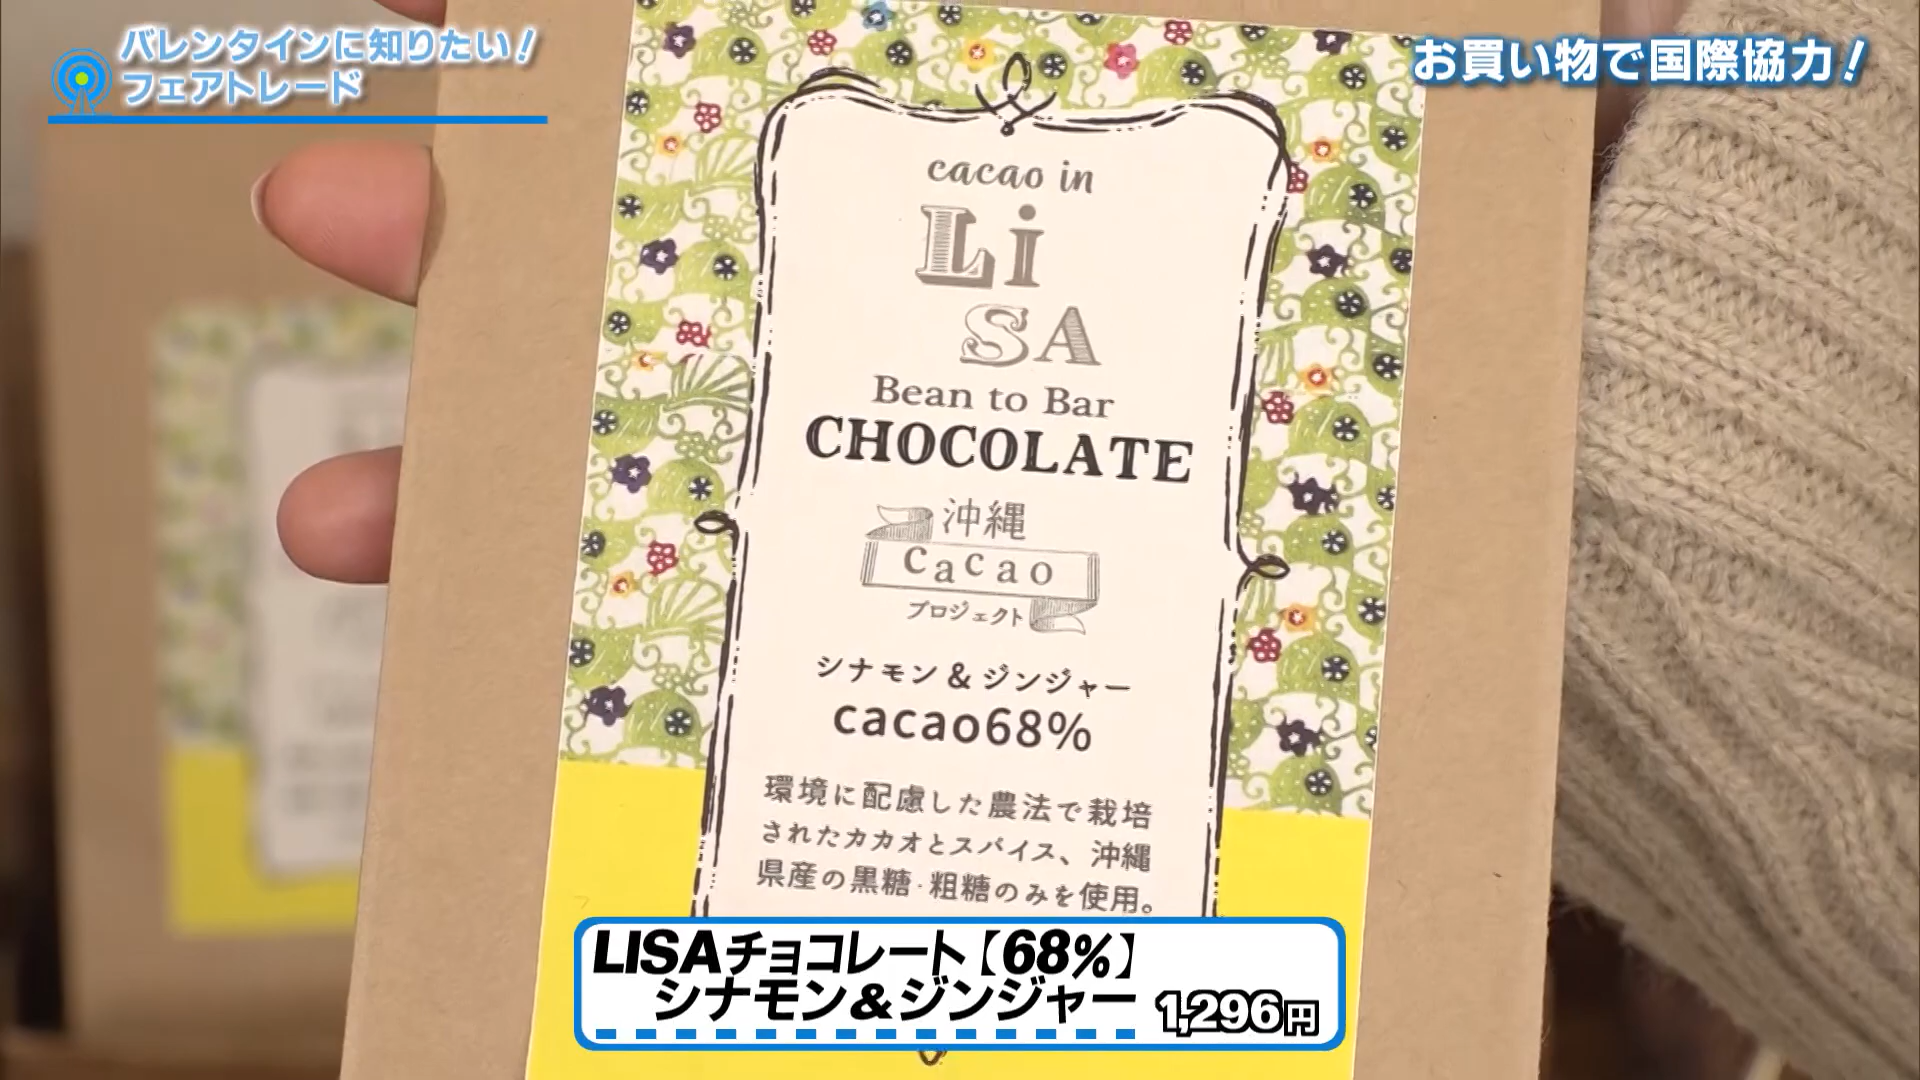 バレンタインに知りたい！
フェアトレード
お買い物で国際協力！
cacao in
Li
SA
Bean to Bar
CHOCOLATE
沖縄
cacao
プロジェクト
シナモン＆ジンジャー
cacao68%
環境に配慮した農法で栽培
されたカカオとスパイス、沖縄
県産の黒糖・粗糖のみを使用。
LISAチョコレート【68%】
シナモン＆ジンジャー
1,296円